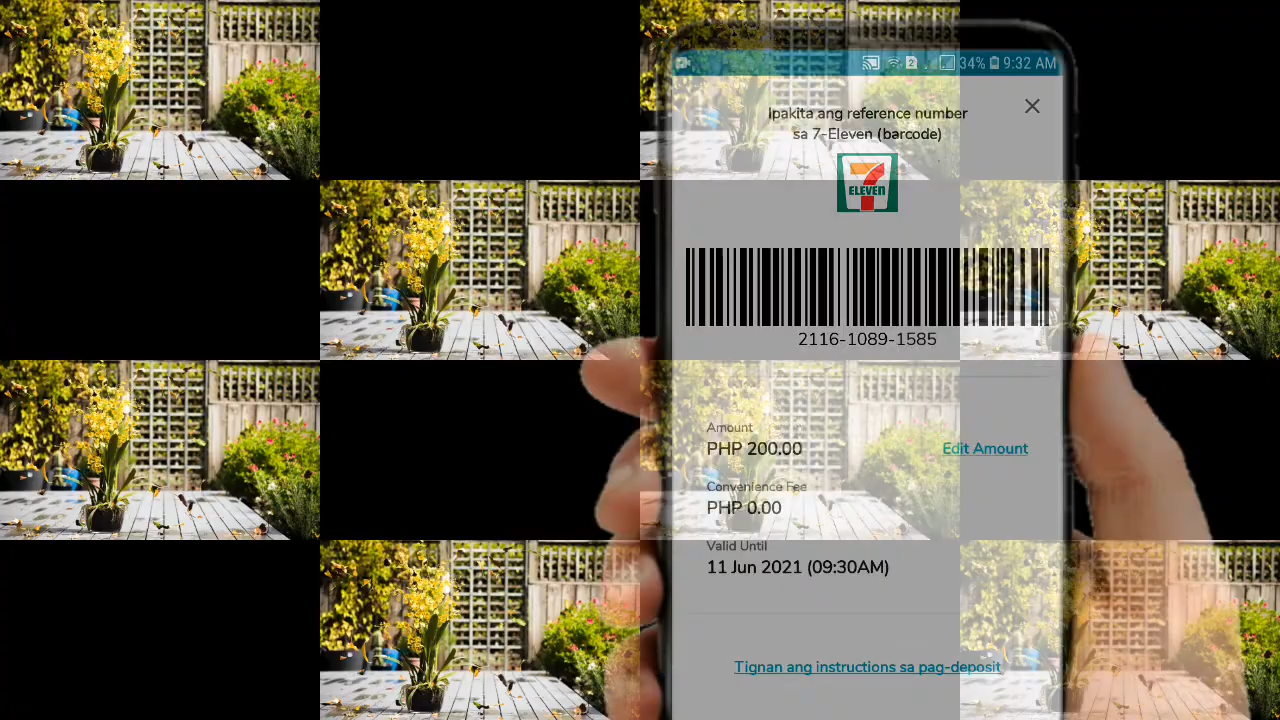 34% 9:32 AM
Ipakita ang reference number
sa 7-Eleven (barcode)
7
ELEVEN
2116-1089-1585
Amount
PHP 200.00
Edit Amount
Convenience Fee
PHP 0.00
Valid Until
11 Jun 2021 (09:30AM)
Tignan ang instructions sa pag-deposit